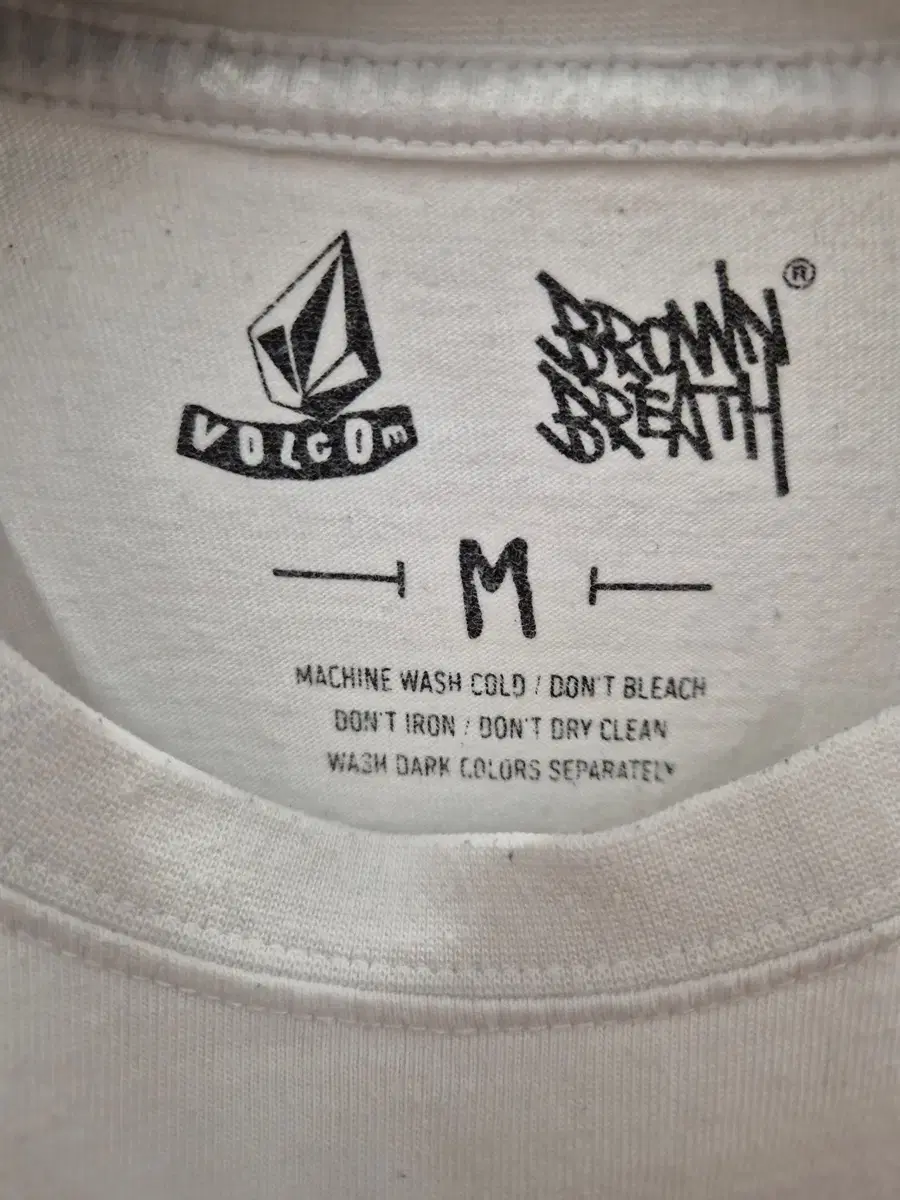 VOLCOM
BROWN
BREATH ®
M
MACHINE WASH COLD / DON'T BLEACH
DON'T IRON / DON'T DRY CLEAN
WASH DARK COLORS SEPARATELY